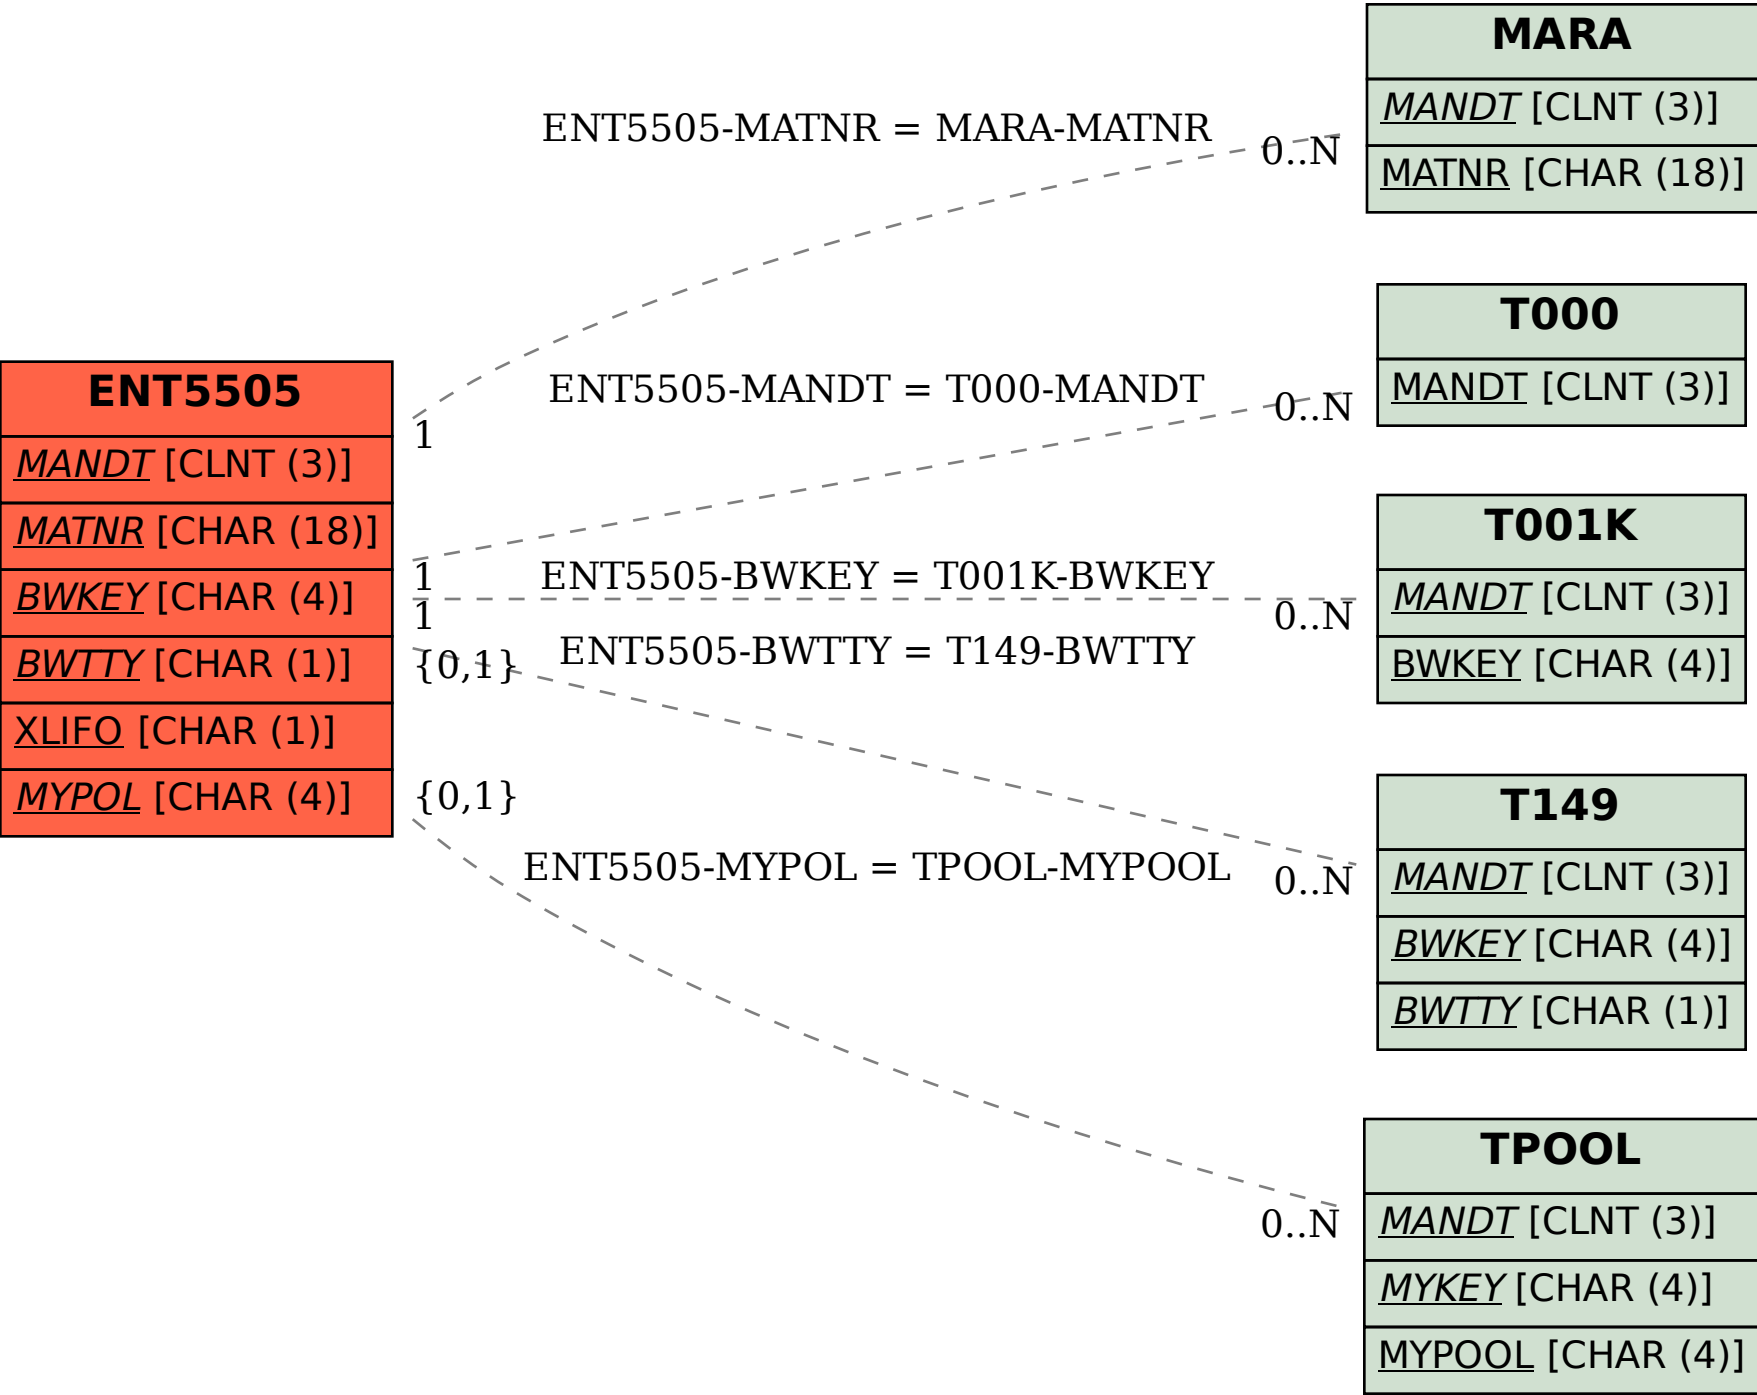 MARA
MANDT [CLNT (3)]
MATNR [CHAR (18)]
ENT5505-MATNR = MARA-MATNR
0..N
T000
MANDT [CLNT (3)]
ENT5505-MANDT = T000-MANDT
0..N
ENT5505
MANDT [CLNT (3)]
MATNR [CHAR (18)]
BWKEY [CHAR (4)]
BWTTY [CHAR (1)]
XLIFO [CHAR (1)]
MYPOL [CHAR (4)]
1
1
1
{0,1}
{0,1}
ENT5505-BWKEY = T001K-BWKEY
0..N
T001K
MANDT [CLNT (3)]
BWKEY [CHAR (4)]
ENT5505-BWTTY = T149-BWTTY
0..N
T149
MANDT [CLNT (3)]
BWKEY [CHAR (4)]
BWTTY [CHAR (1)]
ENT5505-MYPOL = TPOOL-MYPOOL
0..N
TPOOL
MANDT [CLNT (3)]
MYKEY [CHAR (4)]
MYPOOL [CHAR (4)]